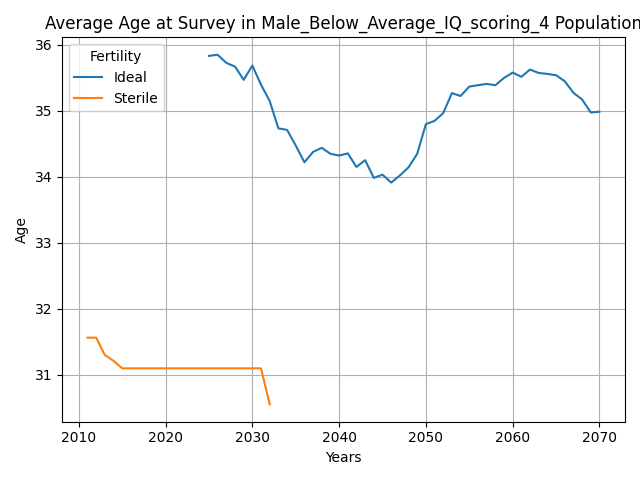 Average Age at Survey in Male_Below_Average_IQ_scoring_4 Population
Fertility
Ideal
Sterile
36
35
34
33
32
31
Age
2010 2020 2030 2040 2050 2060 2070
Years